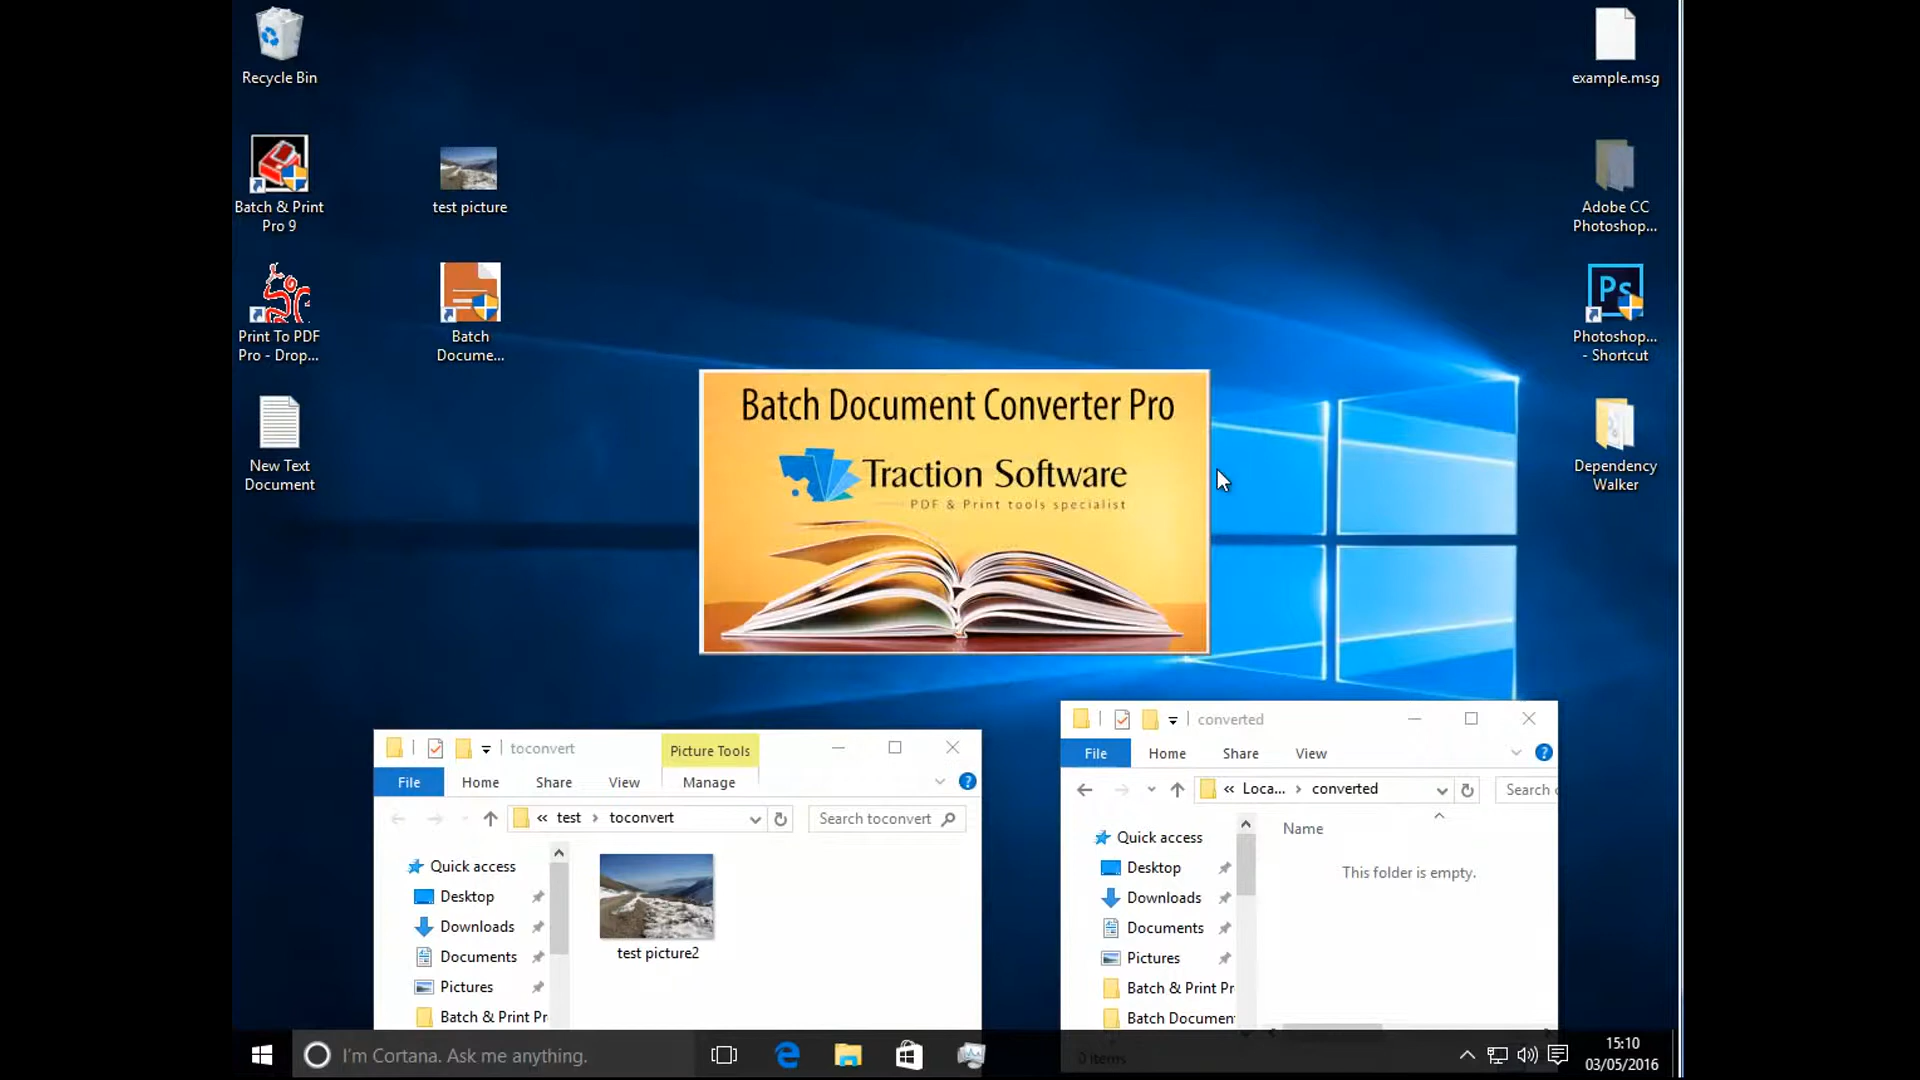 Recycle Bin
example.msg
Batch & Print
Pro 9
test picture
Adobe CC
Photoshop...
Print To PDF
Pro - Drop...
Batch
Docume...
Ps
Photoshop...
- Shortcut
New Text
Document
Dependency
Walker
Batch Document Converter Pro
Traction Software
PDF & Print tools specialist
toconvert
Picture Tools
File
Home
Share
View
Manage
« test > toconvert
Search toconvert
Quick access
Desktop
Downloads
Documents
Pictures
Batch & Print Pr
test picture2
converted
File
Home
Share
View
« Loca... > converted
Search
Quick access
Desktop
Downloads
Documents
Pictures
Batch & Print Pr
Batch Documen
Name
This folder is empty.
0 items
I'm Cortana. Ask me anything.
15:10
03/05/2016